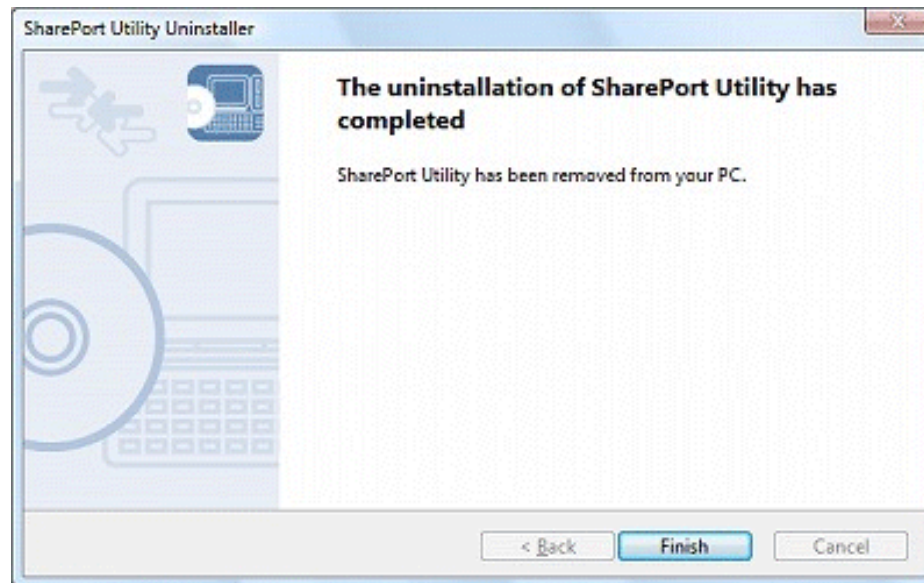 SharePort Utility Uninstaller
The uninstallation of SharePort Utility has
completed
SharePort Utility has been removed from your PC.
< Back
Finish
Cancel